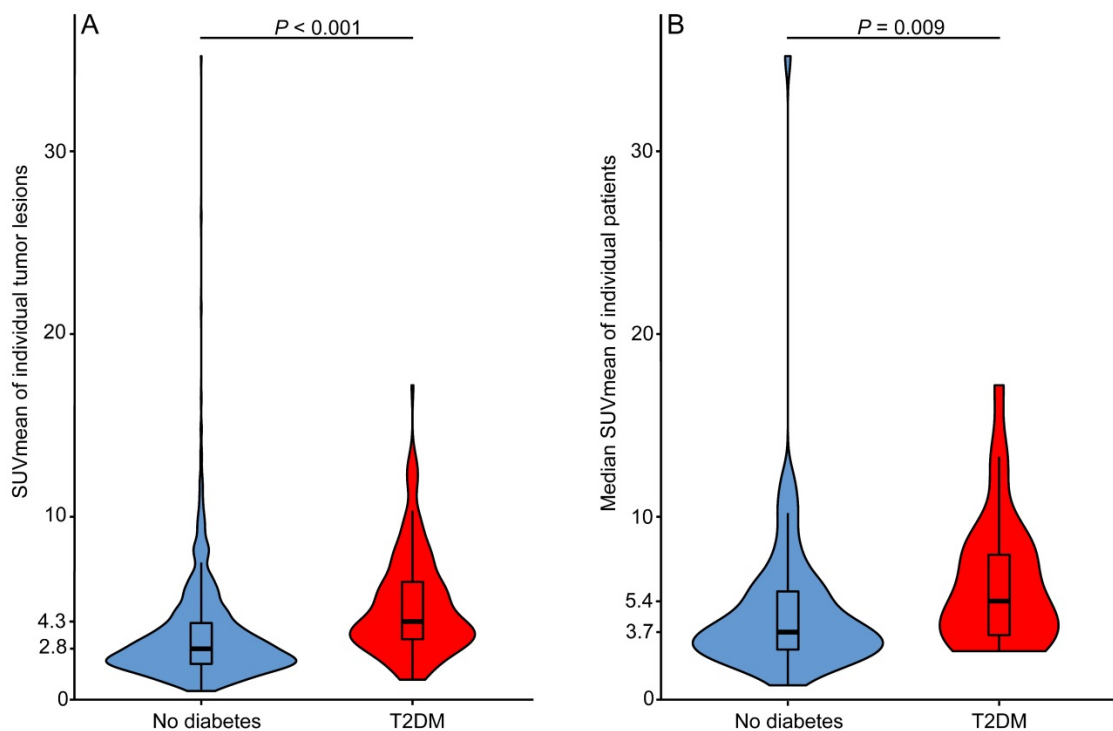 A
P < 0.001
SUVmean of individual tumor lesions
30
20
10
4.3
2.8
0
No diabetes
T2DM
B
P = 0.009
Median SUVmean of individual patients
30
20
10
5.4
3.7
0
No diabetes
T2DM